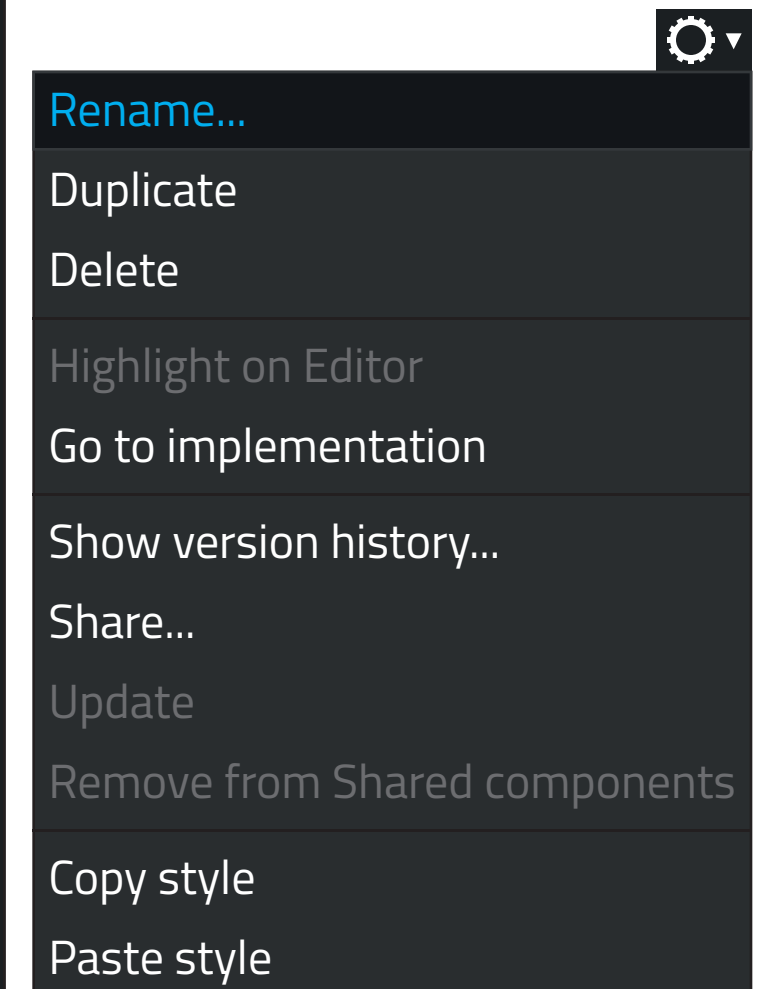 Rename...
Duplicate
Delete
Highlight on Editor
Go to implementation
Show version history...
Share...
Update
Remove from Shared components
Copy style
Paste style